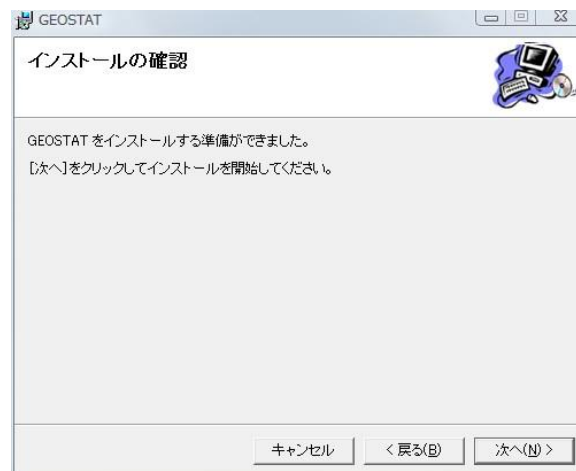 GEOSTAT
インストールの確認
GEOSTAT をインストールする準備ができました。
[次へ]をクリックしてインストールを開始してください。
キャンセル
< 戻る(B)
次へ(N) >